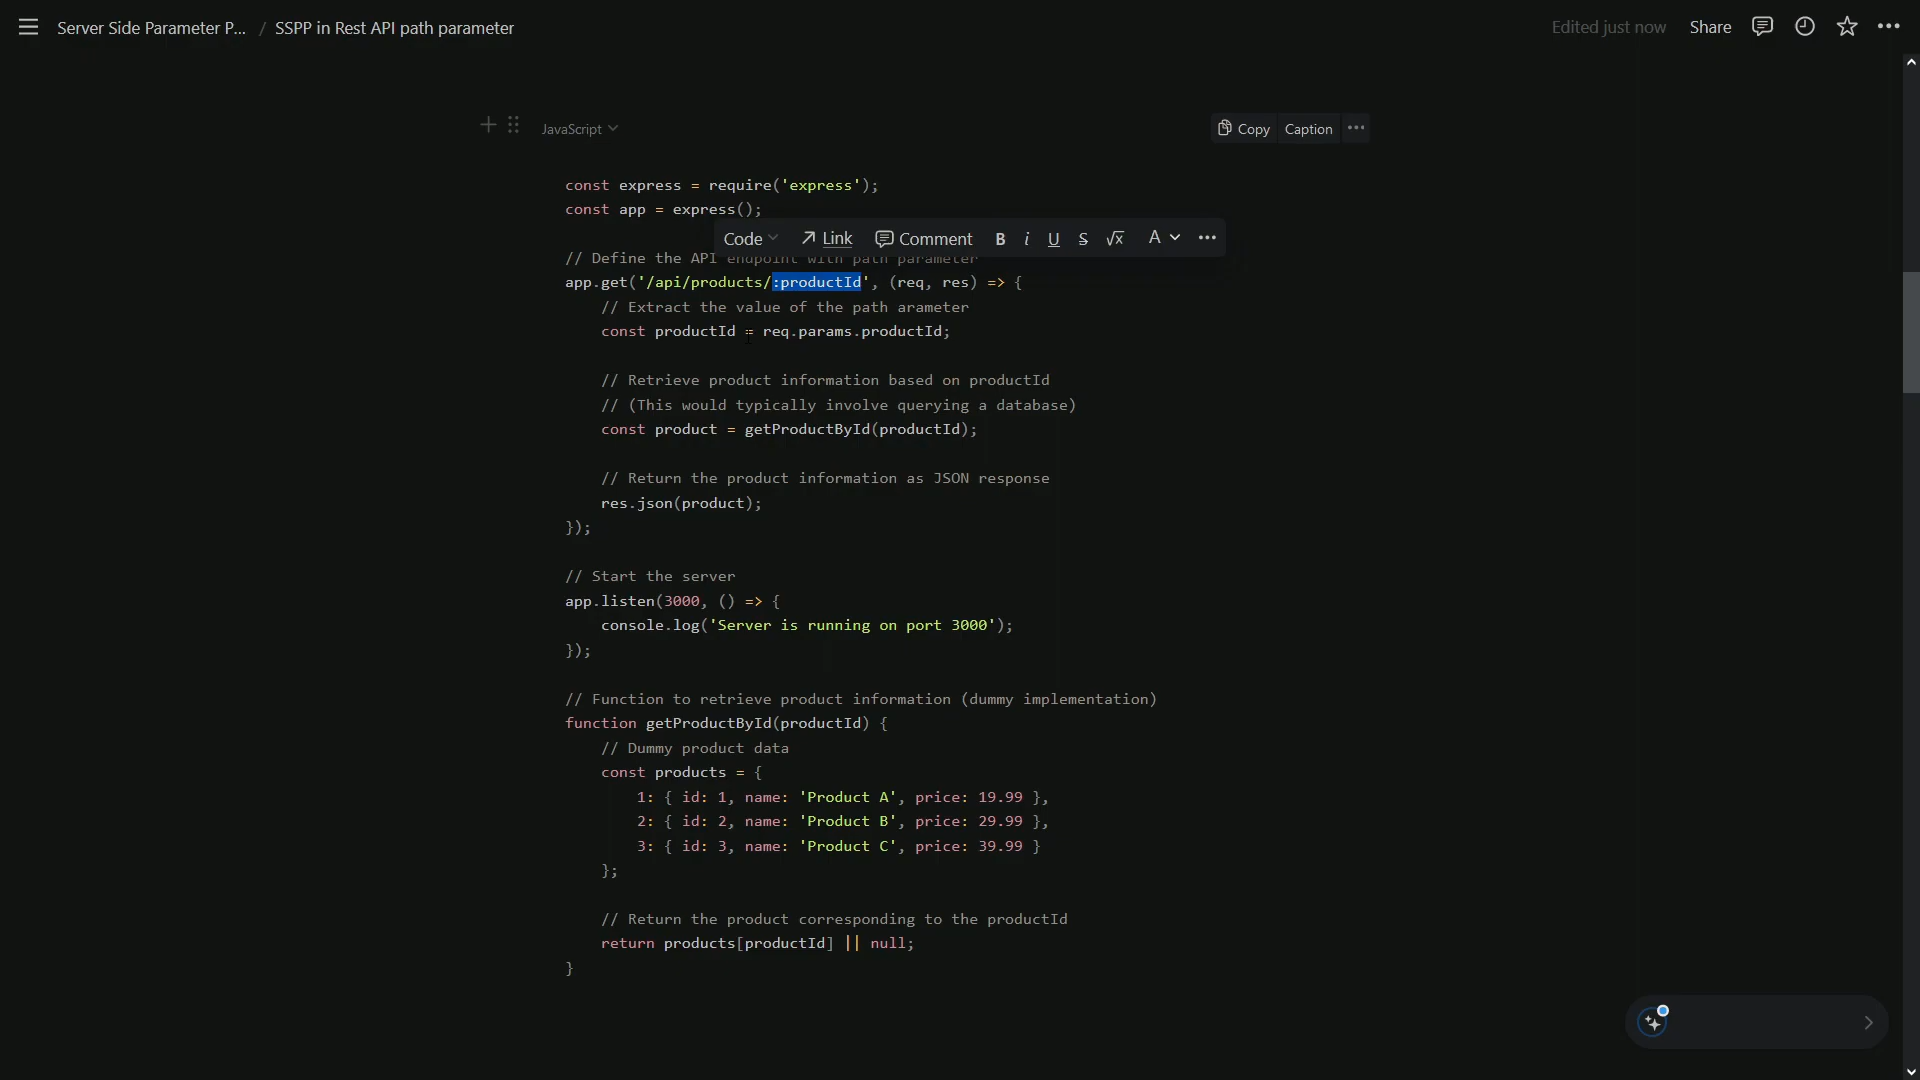 Server Side Parameter P... / SSPP in Rest API path parameter
Edited just now Share
JavaScript
Copy Caption
const express = require('express');
const app = express();
Code Link Comment B i U S √x A
// Define the API endpoint with path parameter
app.get('/api/products/:productId', (req, res) => {
// Extract the value of the path arameter
const productId = req.params.productId;
// Retrieve product information based on productId
// (This would typically involve querying a database)
const product = getProductById(productId);
// Return the product information as JSON response
res.json(product);
});
// Start the server
app.listen(3000, () => {
console.log('Server is running on port 3000');
});
// Function to retrieve product information (dummy implementation)
function getProductById(productId) {
// Dummy product data
const products = {
1: { id: 1, name: 'Product A', price: 19.99 },
2: { id: 2, name: 'Product B', price: 29.99 },
3: { id: 3, name: 'Product C', price: 39.99 }
};
// Return the product corresponding to the productId
return products[productId] || null;
}